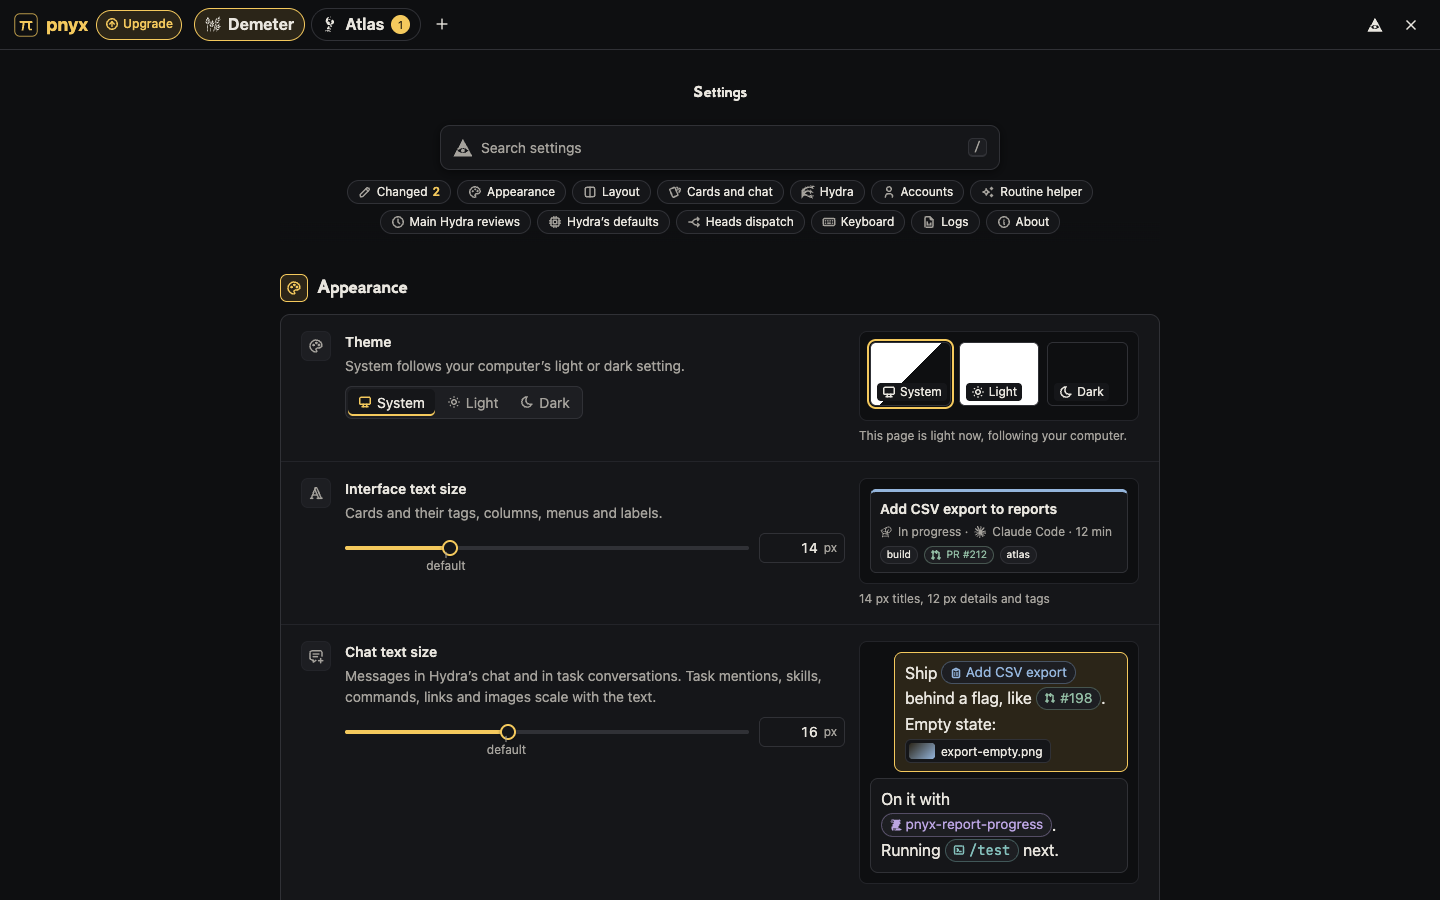 π pnyx Upgrade Demeter Atlas 1 +
Settings
Search settings /
Changed 2 Appearance Layout Cards and chat Hydra Accounts Routine helper
Main Hydra reviews Hydra's defaults Heads dispatch Keyboard Logs About
Appearance
Theme
System follows your computer's light or dark setting.
System Light Dark
System Light Dark
This page is light now, following your computer.
Interface text size
Cards and their tags, columns, menus and labels.
14 px
default
Add CSV export to reports
In progress · Claude Code · 12 min
build PR #212 atlas
14 px titles, 12 px details and tags
Chat text size
Messages in Hydra's chat and in task conversations. Task mentions, skills,
commands, links and images scale with the text.
16 px
default
Ship Add CSV export
behind a flag, like #198.
Empty state:
export-empty.png
On it with
pnyx-report-progress.
Running /test next.